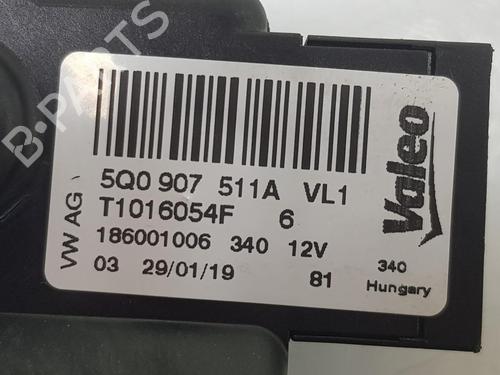 B-PARTS
VW AG
5Q0 907 511A VL1
T1016054F 6
186001006 340 12V
03 29/01/19 81
Valeo
340
Hungary